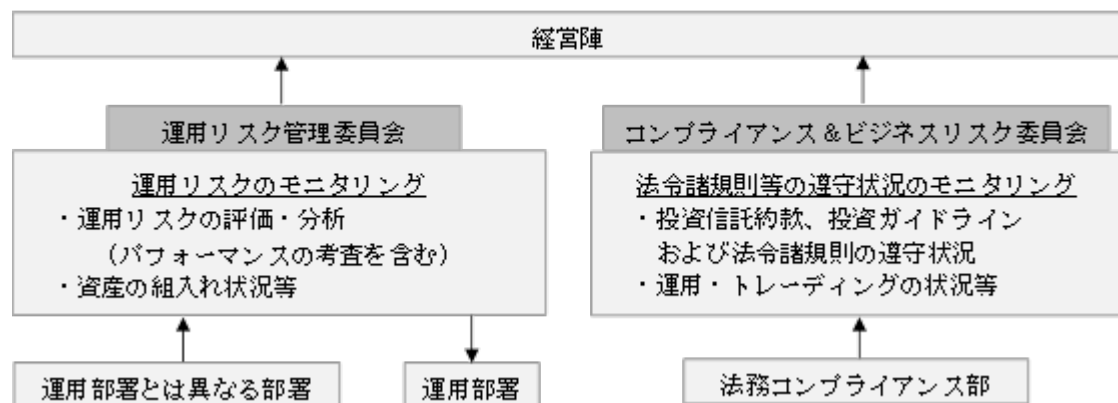 経営陣
運用リスク管理委員会
運用リスクのモニタリング
・運用リスクの評価・分析
（パフォーマンスの考査を含む）
・資産の組入れ状況等
運用部署とは異なる部署
運用部署
コンプライアンス＆ビジネスリスク委員会
法令諸規則等の遵守状況のモニタリング
・投資信託約款、投資ガイドライン
および法令諸規則の遵守状況
・運用・トレーディングの状況等
法務コンプライアンス部